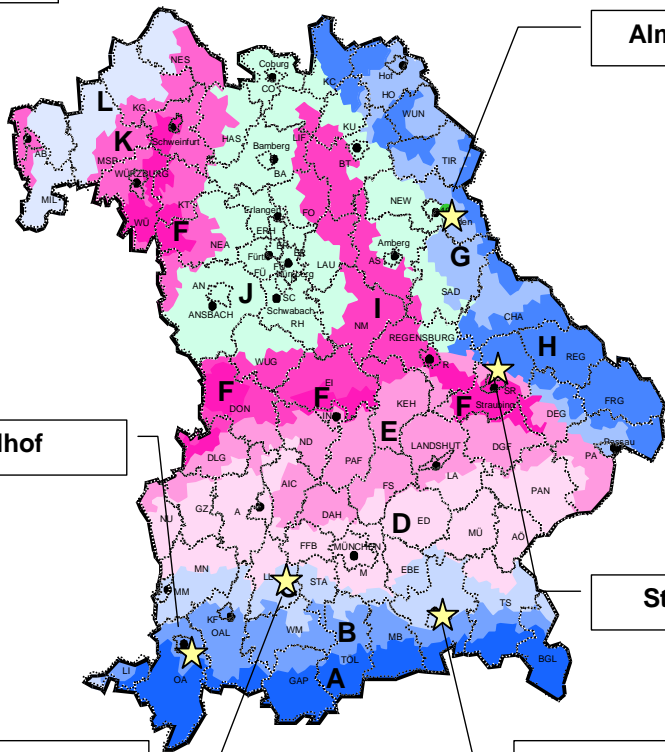 Aln
NES
Coburg
CO
KC
Hof
HO
WUN
L
KG
K
Schweinfurt
HAS
LIF
KU
BT
TIR
AB
MSP
WÜRZBURG
Bamberg
BA
MIL
WÜ
KT
F
NEA
Erlangen
ERH
FO
NEW
en
Fürth
FÜ
Nürnberg
LAU
Amberg
AS
G
AN
ANSBACH
J
SC
Schwabach
RH
I
NM
SAD
CHA
REGENSBURG
R
H
REG
WUG
EI
F
DON
F
IN
KEH
F
SR
Straubing
DEG
FRG
lhof
E
ND
LANDSHUT
LA
DGF
Passau
PA
DLG
AIC
PAF
FS
PAN
NU
GZ
A
DAH
D
ED
MÜ
AÖ
FFB
MÜNCHEN
M
EBE
MN
MM
LL
STA
TS
St
KF
OAL
WM
B
MB
LI
OA
GAP
TOL
A
BGL